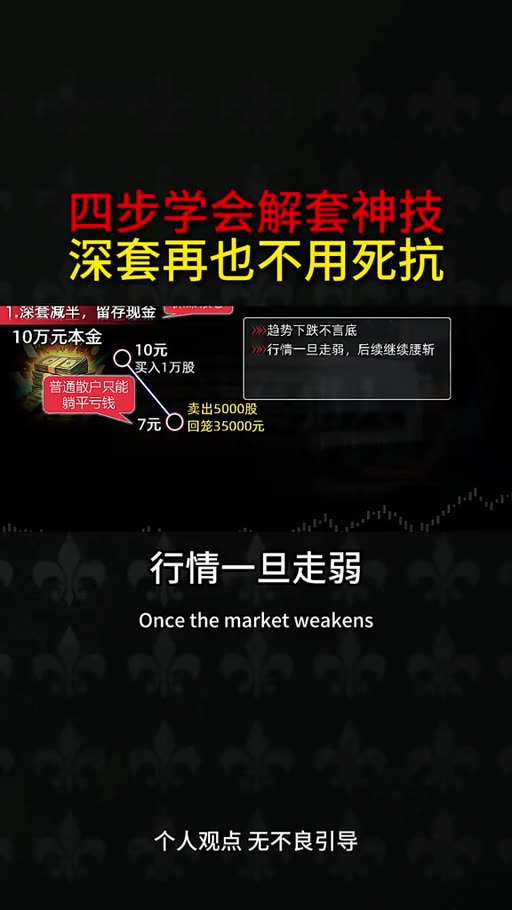 四步学会解套神技
深套再也不用死抗
1.深套减半，留存现金
10万元本金
10元
买入1万股
普通散户只能
躺平亏钱
7元
卖出5000股
回笼35000元
>>>趋势下跌不言底
>>>行情一旦走弱，后续继续腰斩
行情一旦走弱
Once the market weakens
个人观点 无不良引导